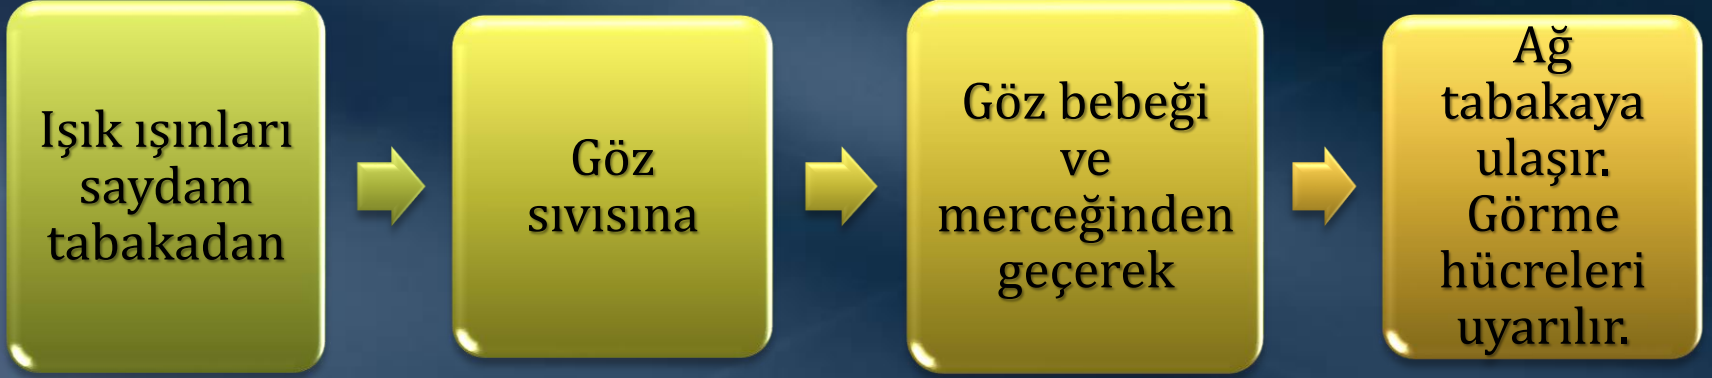 Işık ışınları
saydam
tabakadan
Göz
sıvısına
Göz bebeği
ve
merceğinden
geçerek
Ağ
tabakaya
ulaşır.
Görme
hücreleri
uyarılır.